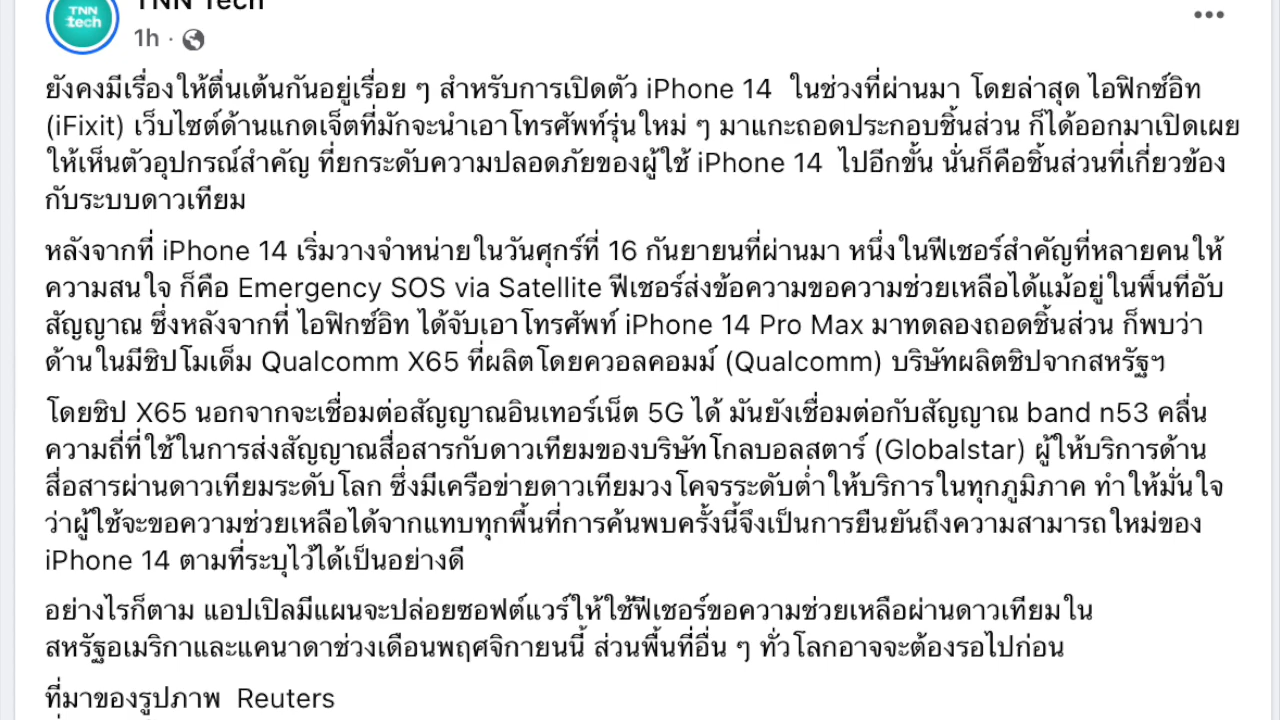 TNN Tech
TNN
tech
1h ·
ยังคงมีเรื่องให้ตื่นเต้นกันอยู่เรื่อย ๆ สำหรับการเปิดตัว iPhone 14 ในช่วงที่ผ่านมา โดยล่าสุด ไอฟิกซ์อิท
(iFixit) เว็บไซต์ด้านแกดเจ็ตที่มักจะนำเอาโทรศัพท์รุ่นใหม่ ๆ มาแกะถอดประกอบชิ้นส่วน ก็ได้ออกมาเปิดเผย
ให้เห็นตัวอุปกรณ์สำคัญ ที่ยกระดับความปลอดภัยของผู้ใช้ iPhone 14 ไปอีกขั้น นั่นก็คือชิ้นส่วนที่เกี่ยวข้อง
กับระบบดาวเทียม
หลังจากที่ iPhone 14 เริ่มวางจำหน่ายในวันศุกร์ที่ 16 กันยายนที่ผ่านมา หนึ่งในฟีเชอร์สำคัญที่หลายคนให้
ความสนใจ ก็คือ Emergency SOS via Satellite ฟีเชอร์ส่งข้อความขอความช่วยเหลือได้แม้อยู่ในพื้นที่อับ
สัญญาณ ซึ่งหลังจากที่ ไอฟิกซ์อิท ได้จับเอาโทรศัพท์ iPhone 14 Pro Max มาทดลองถอดชิ้นส่วน ก็พบว่า
ด้านในมีชิปโมเด็ม Qualcomm X65 ที่ผลิตโดยควอลคอมม์ (Qualcomm) บริษัทผลิตชิปจากสหรัฐฯ
โดยชิป X65 นอกจากจะเชื่อมต่อสัญญาณอินเทอร์เน็ต 5G ได้ มันยังเชื่อมต่อกับสัญญาณ band n53 คลื่น
ความถี่ที่ใช้ในการส่งสัญญาณสื่อสารกับดาวเทียมของบริษัทโกลบอลสตาร์ (Globalstar) ผู้ให้บริการด้าน
สื่อสารผ่านดาวเทียมระดับโลก ซึ่งมีเครือข่ายดาวเทียมวงโคจรระดับต่ำให้บริการในทุกภูมิภาค ทำให้มั่นใจ
ว่าผู้ใช้จะขอความช่วยเหลือได้จากแทบทุกพื้นที่การค้นพบครั้งนี้จึงเป็นการยืนยันถึงความสามารถใหม่ของ
iPhone 14 ตามที่ระบุไว้ได้เป็นอย่างดี
อย่างไรก็ตาม แอปเปิลมีแผนจะปล่อยซอฟต์แวร์ให้ใช้ฟีเชอร์ขอความช่วยเหลือผ่านดาวเทียมใน
สหรัฐอเมริกาและแคนาดาช่วงเดือนพฤศจิกายนนี้ ส่วนพื้นที่อื่น ๆ ทั่วโลกอาจจะต้องรอไปก่อน
ที่มาของรูปภาพ Reuters